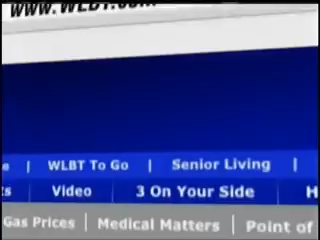 www.WLBT.com
e | WLBT To Go | Senior Living |
ts | Video | 3 On Your Side | H
Gas Prices | Medical Matters | Point of